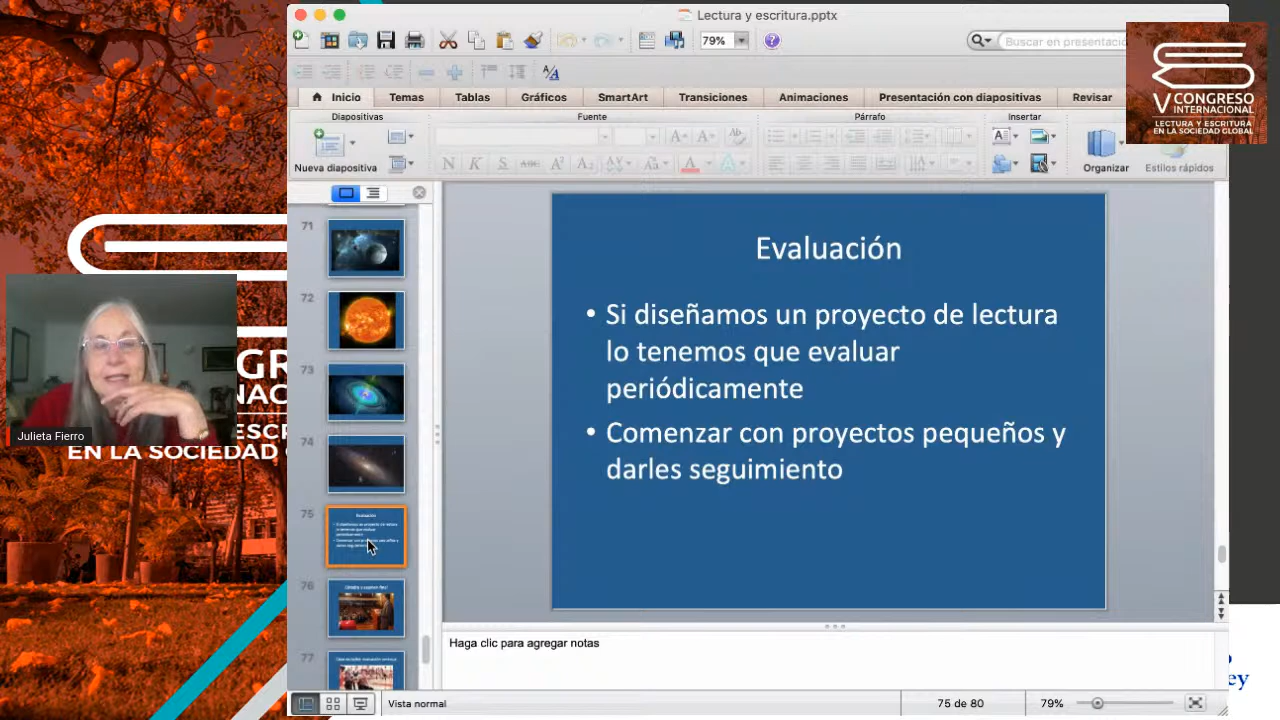 Lectura y escritura.pptx
79%
Buscar en presentació
Inicio
Temas
Tablas
Gráficos
SmartArt
Transiciones
Animaciones
Presentación con diapositivas
Revisar
Diapositivas
Fuente
Párrafo
Insertar
Nueva diapositiva
Organizar
Estilos rápidos
V CONGRESO
INTERNACIONAL
LECTURA Y ESCRITURA
EN LA SOCIEDAD GLOBAL
71
72
73
74
75
76
77
Evaluación
• Si diseñamos un proyecto de lectura
lo tenemos que evaluar
periódicamente
• Comenzar con proyectos pequeños y
darles seguimiento
Julieta Fierro
EN LA SOCIEDAD
Haga clic para agregar notas
Vista normal
75 de 80
79%
ey